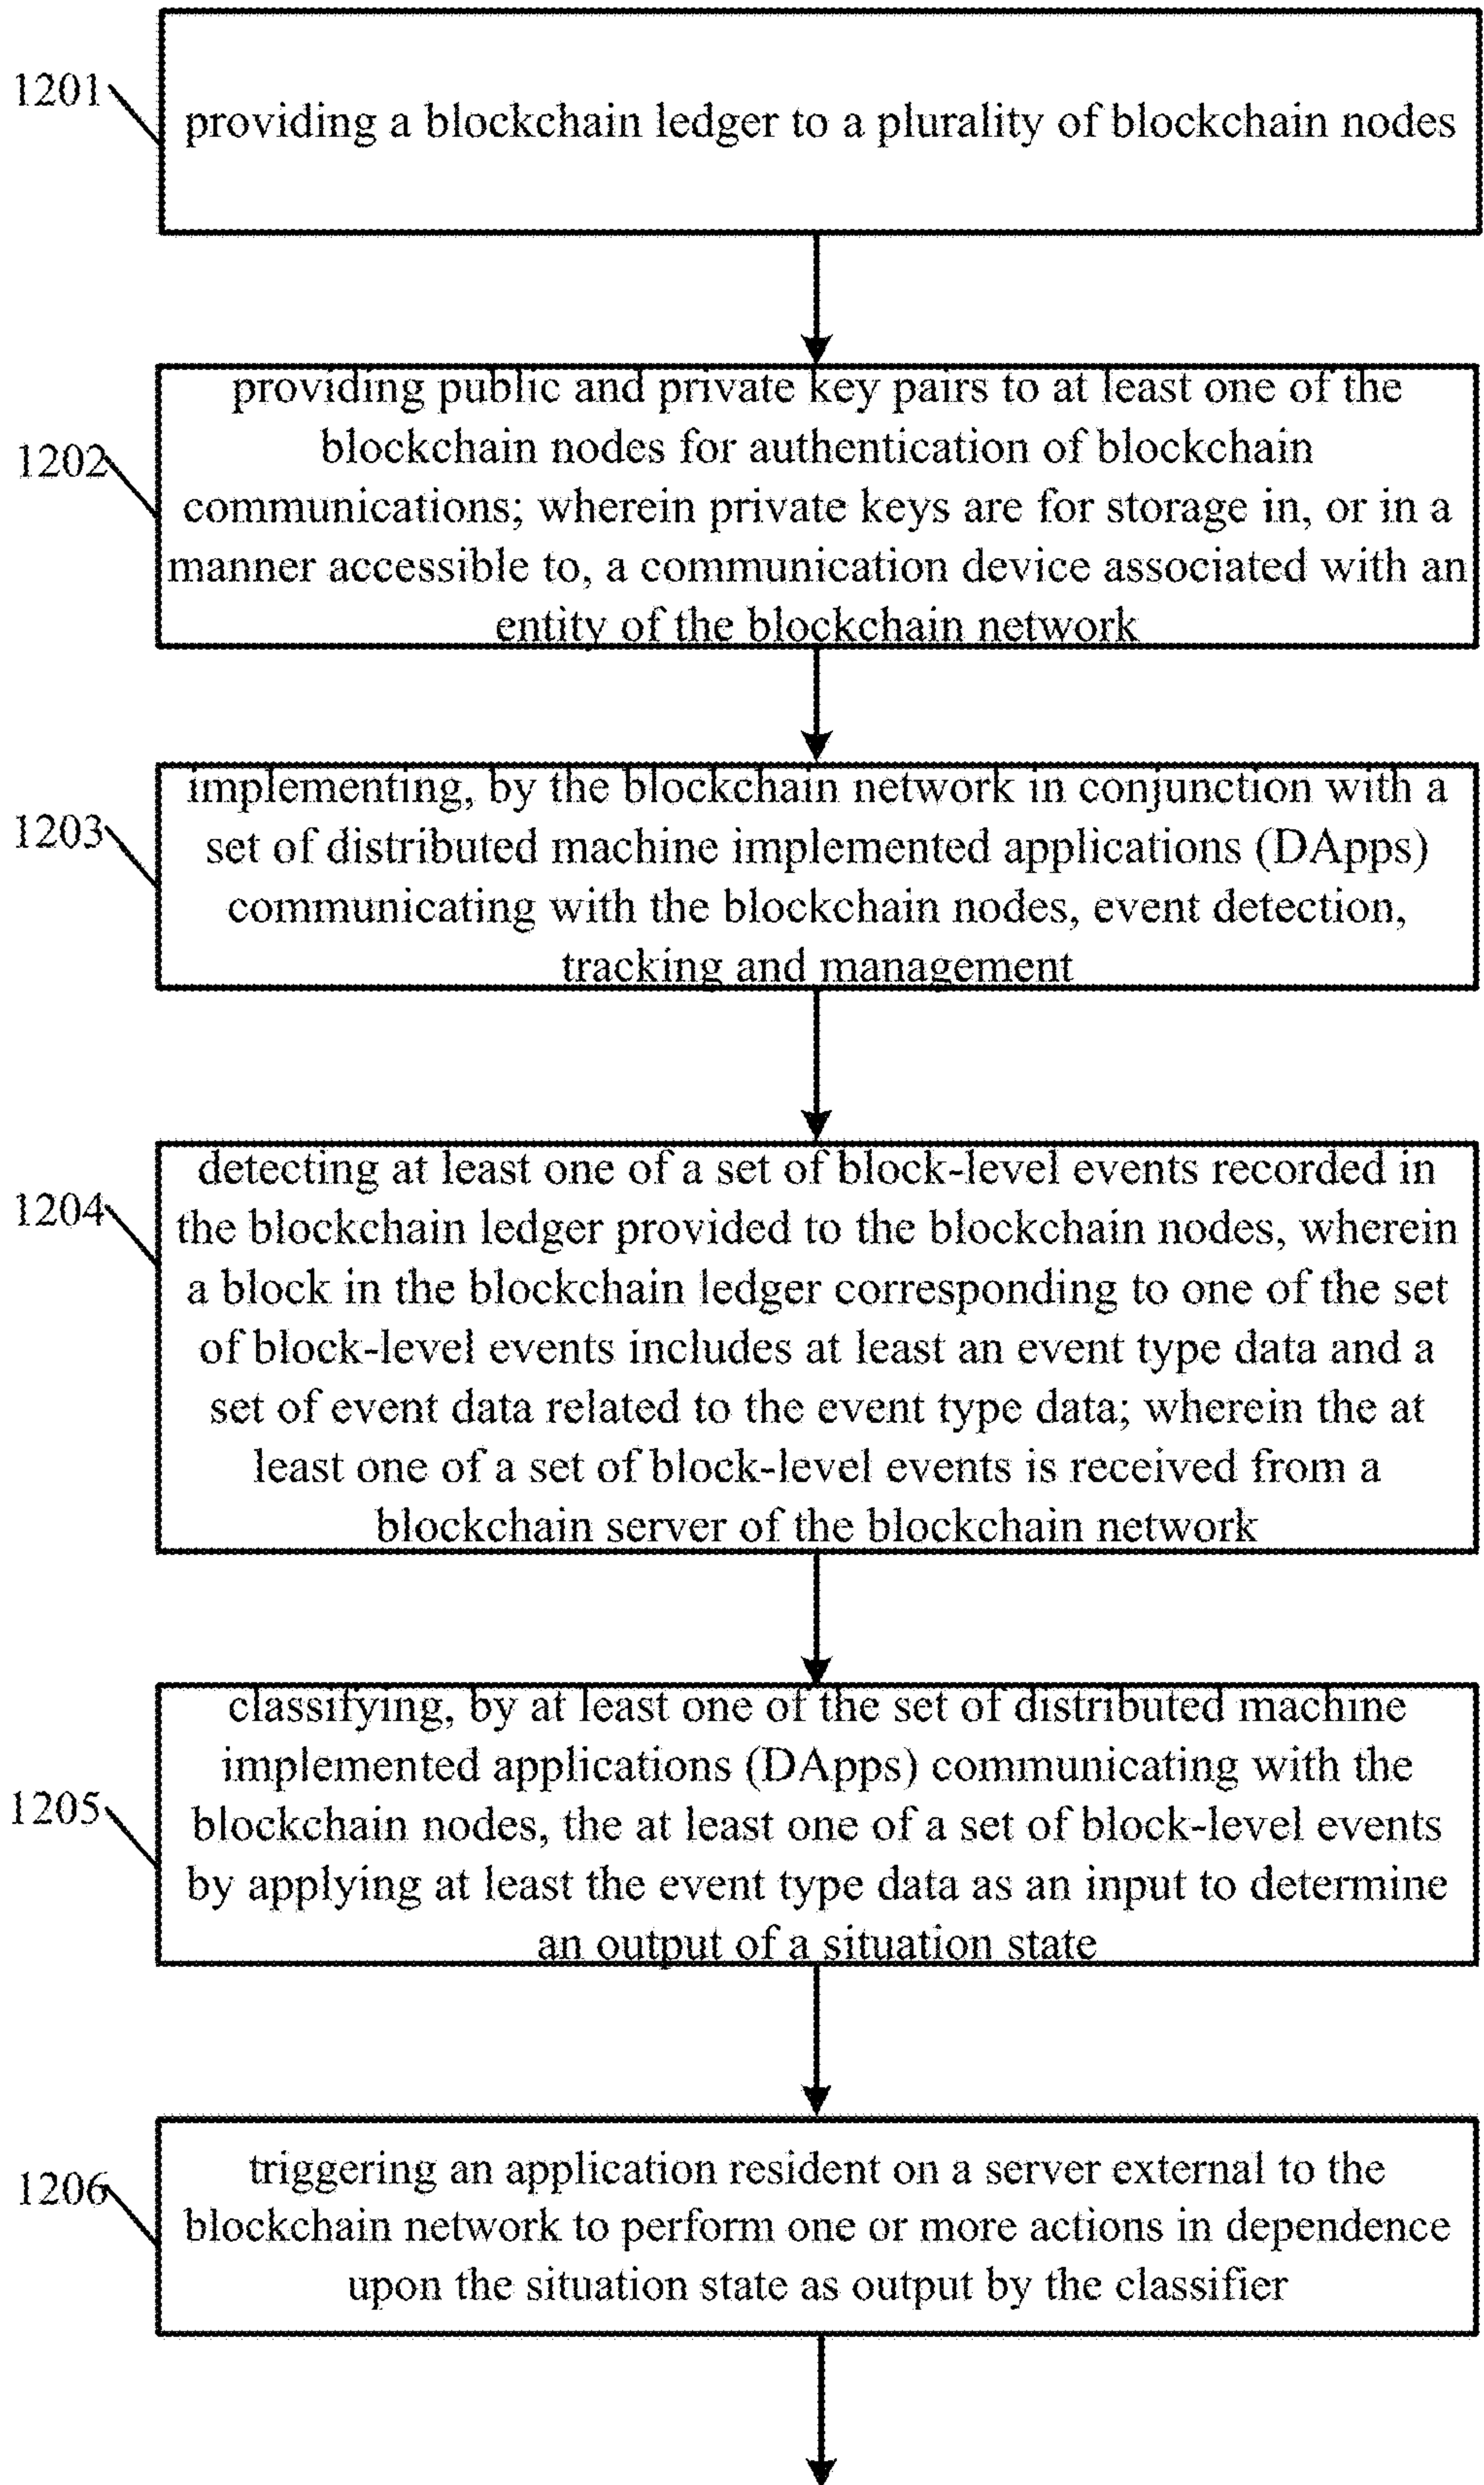 1201
providing a blockchain ledger to a plurality of blockchain nodes
1202
providing public and private key pairs to at least one of the
blockchain nodes for authentication of blockchain
communications; wherein private keys are for storage in, or in a
manner accessible to, a communication device associated with an
entity of the blockchain network
1203
implementing, by the blockchain network in conjunction with a
set of distributed machine implemented applications (DApps)
communicating with the blockchain nodes, event detection,
tracking and management
1204
detecting at least one of a set of block-level events recorded in
the blockchain ledger provided to the blockchain nodes, wherein
a block in the blockchain ledger corresponding to one of the set
of block-level events includes at least an event type data and a
set of event data related to the event type data; wherein the at
least one of a set of block-level events is received from a
blockchain server of the blockchain network
1205
classifying, by at least one of the set of distributed machine
implemented applications (DApps) communicating with the
blockchain nodes, the at least one of a set of block-level events
by applying at least the event type data as an input to determine
an output of a situation state
1206
triggering an application resident on a server external to the
blockchain network to perform one or more actions in dependence
upon the situation state as output by the classifier